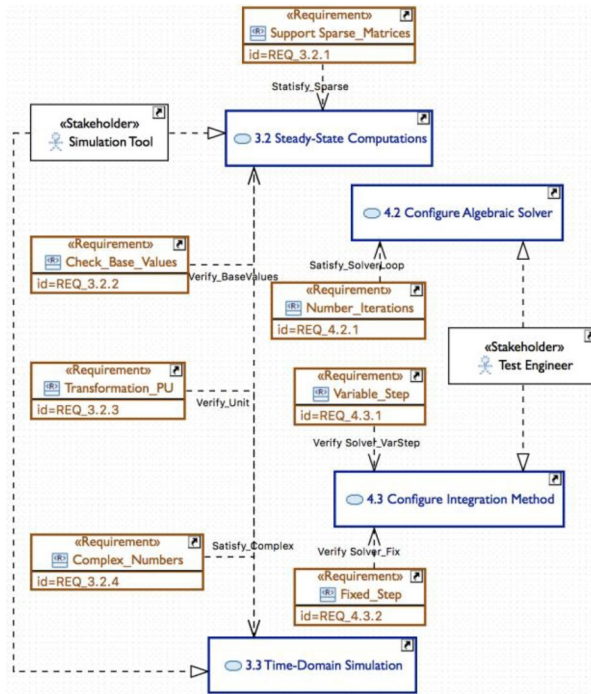 «Requirement»
Support Sparse_Matrices
id=REQ_3.2.1
Statisfy_Sparse
«Stakeholder»
Simulation Tool
3.2 Steady-State Computations
4.2 Configure Algebraic Solver
«Requirement»
Check_Base_Values
id=REQ_3.2.2
Verify_BaseValues
Satisfy_SolverLoop
«Requirement»
Number_Iterations
id=REQ_4.2.1
«Stakeholder»
Test Engineer
«Requirement»
Transformation_PU
id=REQ_3.2.3
Verify_Unit
«Requirement»
Variable_Step
id=REQ_4.3.1
Verify Solver_VarStep
4.3 Configure Integration Method
«Requirement»
Complex_Numbers
id=REQ_3.2.4
Satisfy_Complex
Verify Solver_Fix
«Requirement»
Fixed_Step
id=REQ_4.3.2
3.3 Time-Domain Simulation